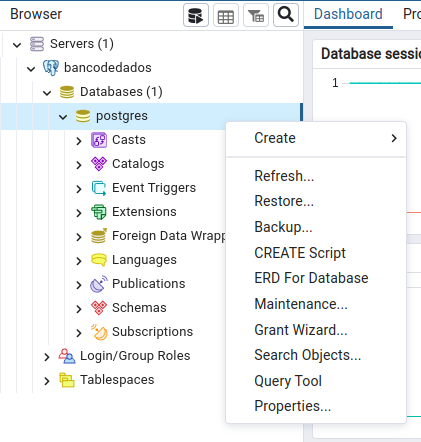 Browser
Dashboard
Pro
Servers (1)
bancodedados
Databases (1)
postgres
Casts
Catalogs
Event Triggers
Extensions
Foreign Data Wrapp
Languages
Publications
Schemas
Subscriptions
Login/Group Roles
Tablespaces
Database sessio
1
Create
Refresh...
Restore...
Backup...
CREATE Script
ERD For Database
Maintenance...
Grant Wizard...
Search Objects...
Query Tool
Properties...